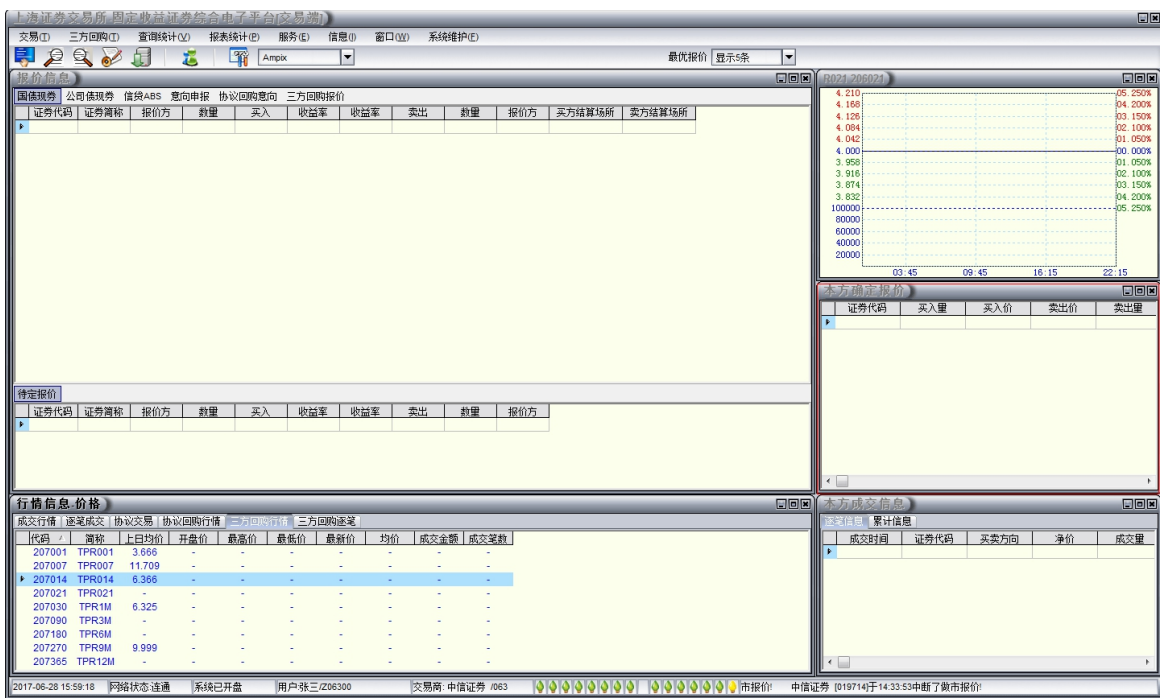 上海证券交易所 固定收益证券综合电子平台[交易端]
交易(T) 三方回购(T) 查询统计(V) 报表统计(P) 服务(E) 信息(I) 窗口(W) 系统维护(E)
Ampix 最优报价 显示5条
报价信息
国债现券 公司债现券 信贷ABS 意向申报 协议回购意向 三方回购报价
证券代码 证券简称 报价方 数量 买入 收益率 收益率 卖出 数量 报价方 买方结算场所 卖方结算场所
待定报价
证券代码 证券简称 报价方 数量 买入 收益率 收益率 卖出 数量 报价方
R021 206021
4.210 05.250%
4.168 04.200%
4.126 03.150%
4.084 02.100%
4.042 01.050%
4.000 00.000%
3.958 01.050%
3.916 02.100%
3.874 03.150%
3.832 04.200%
100000 05.250%
80000
60000
40000
20000
03:45 09:45 16:15 22:15
本方确定报价
证券代码 买入量 买入价 卖出价 卖出量
行情信息-价格
成交行情 逐笔成交 协议交易 协议回购行情 三方回购行情 三方回购逐笔
代码 简称 上日均价 开盘价 最高价 最低价 最新价 均价 成交金额 成交笔数
207001 TPR001 3.666 - - - - - - -
207007 TPR007 11.709 - - - - - - -
207014 TPR014 6.366 - - - - - - -
207021 TPR021 - - - - - - - -
207030 TPR1M 6.325 - - - - - - -
207090 TPR3M - - - - - - - -
207180 TPR6M - - - - - - - -
207270 TPR9M 9.999 - - - - - - -
207365 TPR12M - - - - - - - -
本方成交信息
逐笔信息 累计信息
成交时间 证券代码 买卖方向 净价 成交量
2017-06-28 15:59:18 网络状态:连通 系统已开盘 用户:张三/Z06300 交易商:中信证券 /063 市报价! 中信证券 [019714]于14:33:53中断了做市报价!